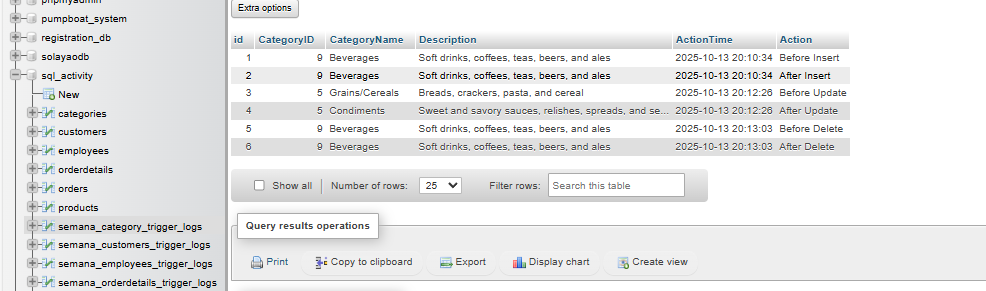 phpmyadmin
pumpboat_system
registration_db
solayaodb
sql_activity
New
categories
customers
employees
orderdetails
orders
products
semana_category_trigger_logs
semana_customers_trigger_logs
semana_employees_trigger_logs
semana_orderdetails_trigger_logs
Extra options
id CategoryID CategoryName Description ActionTime Action
1 9 Beverages Soft drinks, coffees, teas, beers, and ales 2025-10-13 20:10:34 Before Insert
2 9 Beverages Soft drinks, coffees, teas, beers, and ales 2025-10-13 20:10:34 After Insert
3 5 Grains/Cereals Breads, crackers, pasta, and cereal 2025-10-13 20:12:26 Before Update
4 5 Condiments Sweet and savory sauces, relishes, spreads, and se... 2025-10-13 20:12:26 After Update
5 9 Beverages Soft drinks, coffees, teas, beers, and ales 2025-10-13 20:13:03 Before Delete
6 9 Beverages Soft drinks, coffees, teas, beers, and ales 2025-10-13 20:13:03 After Delete
Show all Number of rows: 25 Filter rows: Search this table
Query results operations
Print Copy to clipboard Export Display chart Create view